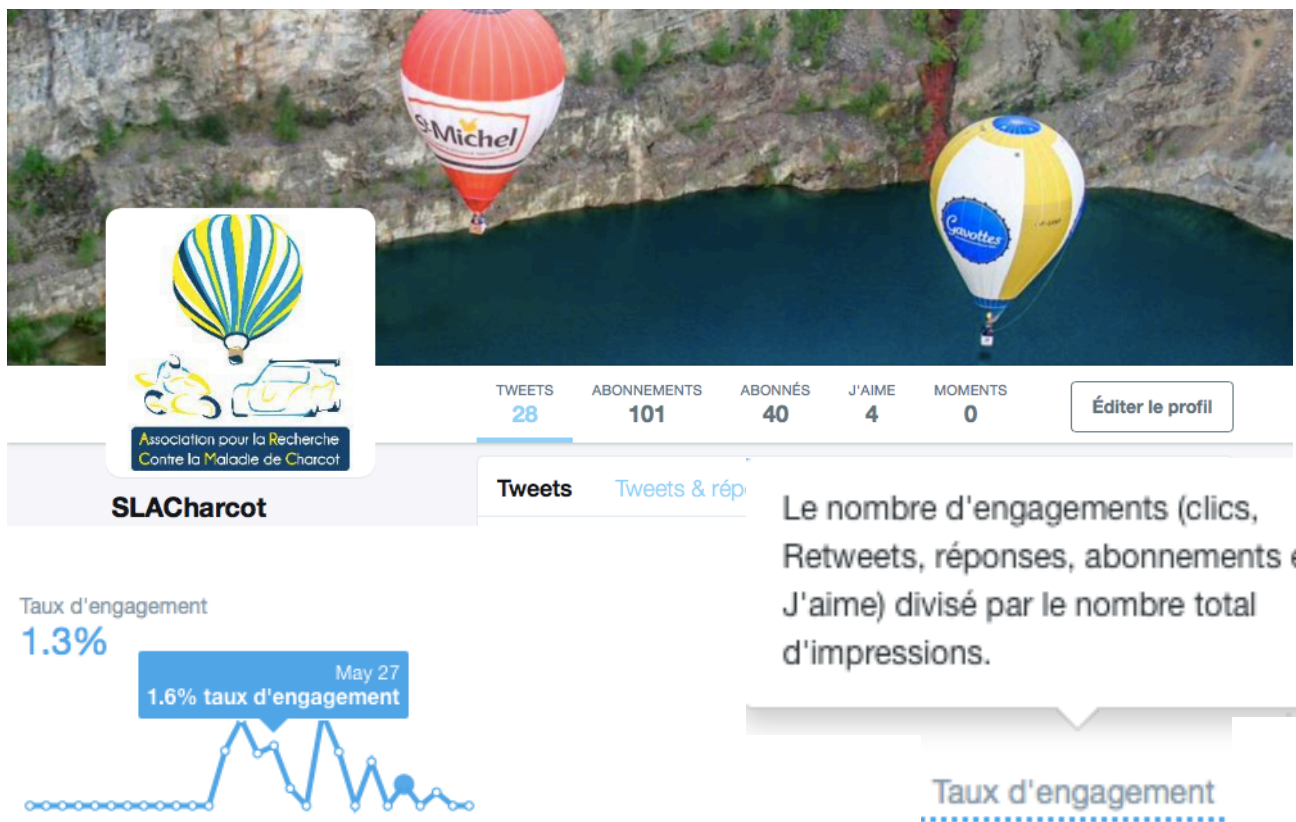 St Michel
Gavottes
Association pour la Recherche
Contre la Maladie de Charcot
SLACharcot
TWEETS ABONNEMENTS ABONNÉS J'AIME MOMENTS
28 101 40 4 0
Éditer le profil
Tweets Tweets & rép
Le nombre d'engagements (clics,
Retweets, réponses, abonnements e
J'aime) divisé par le nombre total
d'impressions.
Taux d'engagement
1.3%
May 27
1.6% taux d'engagement
Taux d'engagement